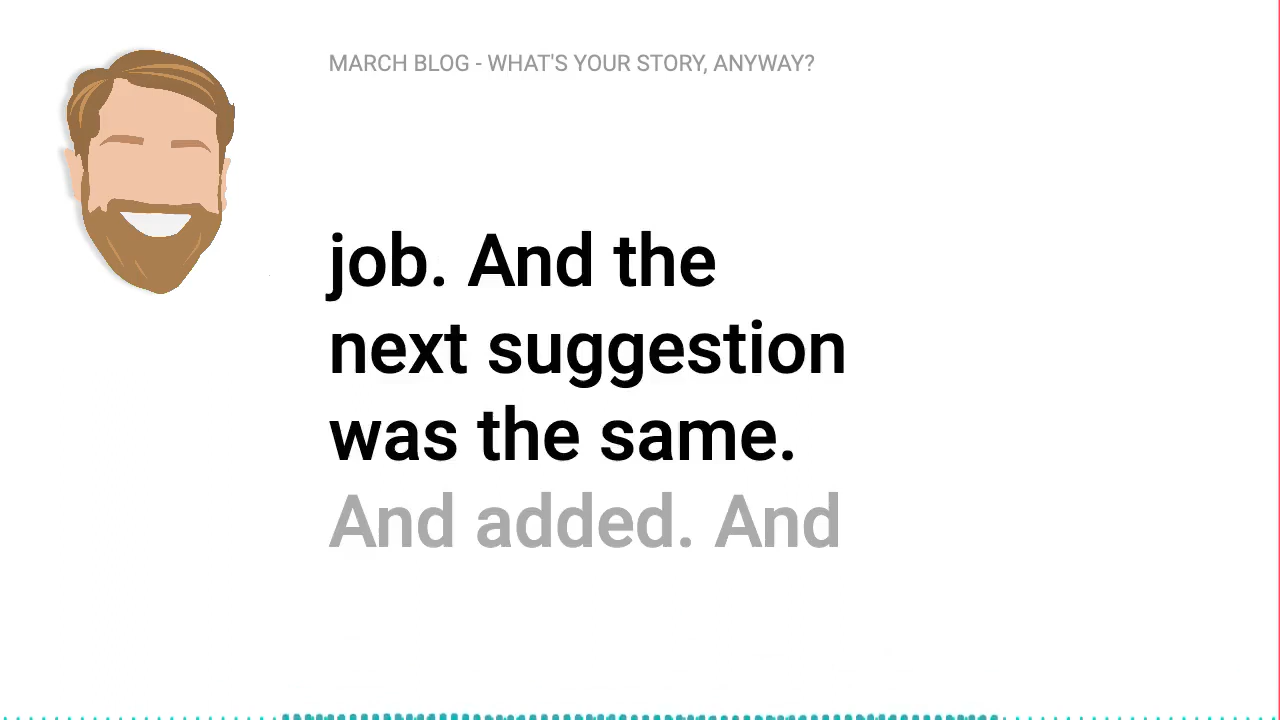 MARCH BLOG - WHAT'S YOUR STORY, ANYWAY?
job. And the
next suggestion
was the same.
And added. And